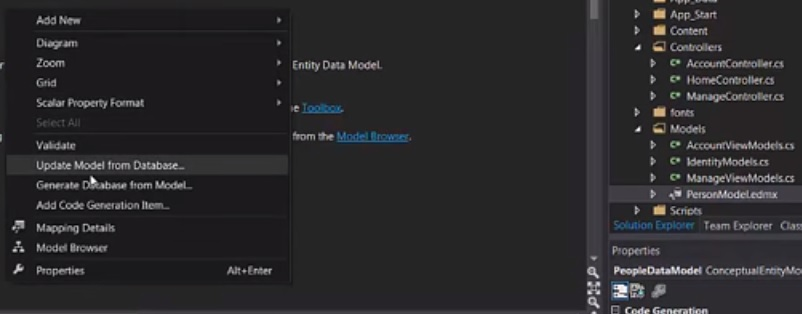 Add New
Diagram
Zoom
Grid
Scalar Property Format
Select All
Validate
Update Model from Database...
Generate Database from Model...
Add Code Generation Item...
Mapping Details
Model Browser
Properties Alt+Enter
Entity Data Model.
Toolbox.
from the Model Browser.
App_Data
App_Start
Content
Controllers
AccountController.cs
HomeController.cs
ManageController.cs
fonts
Models
AccountViewModels.cs
IdentityModels.cs
ManageViewModels.cs
PersonModel.edmx
Scripts
Solution Explorer Team Explorer Class
Properties
PeopleDataModel ConceptualEntityMo
Code Generation